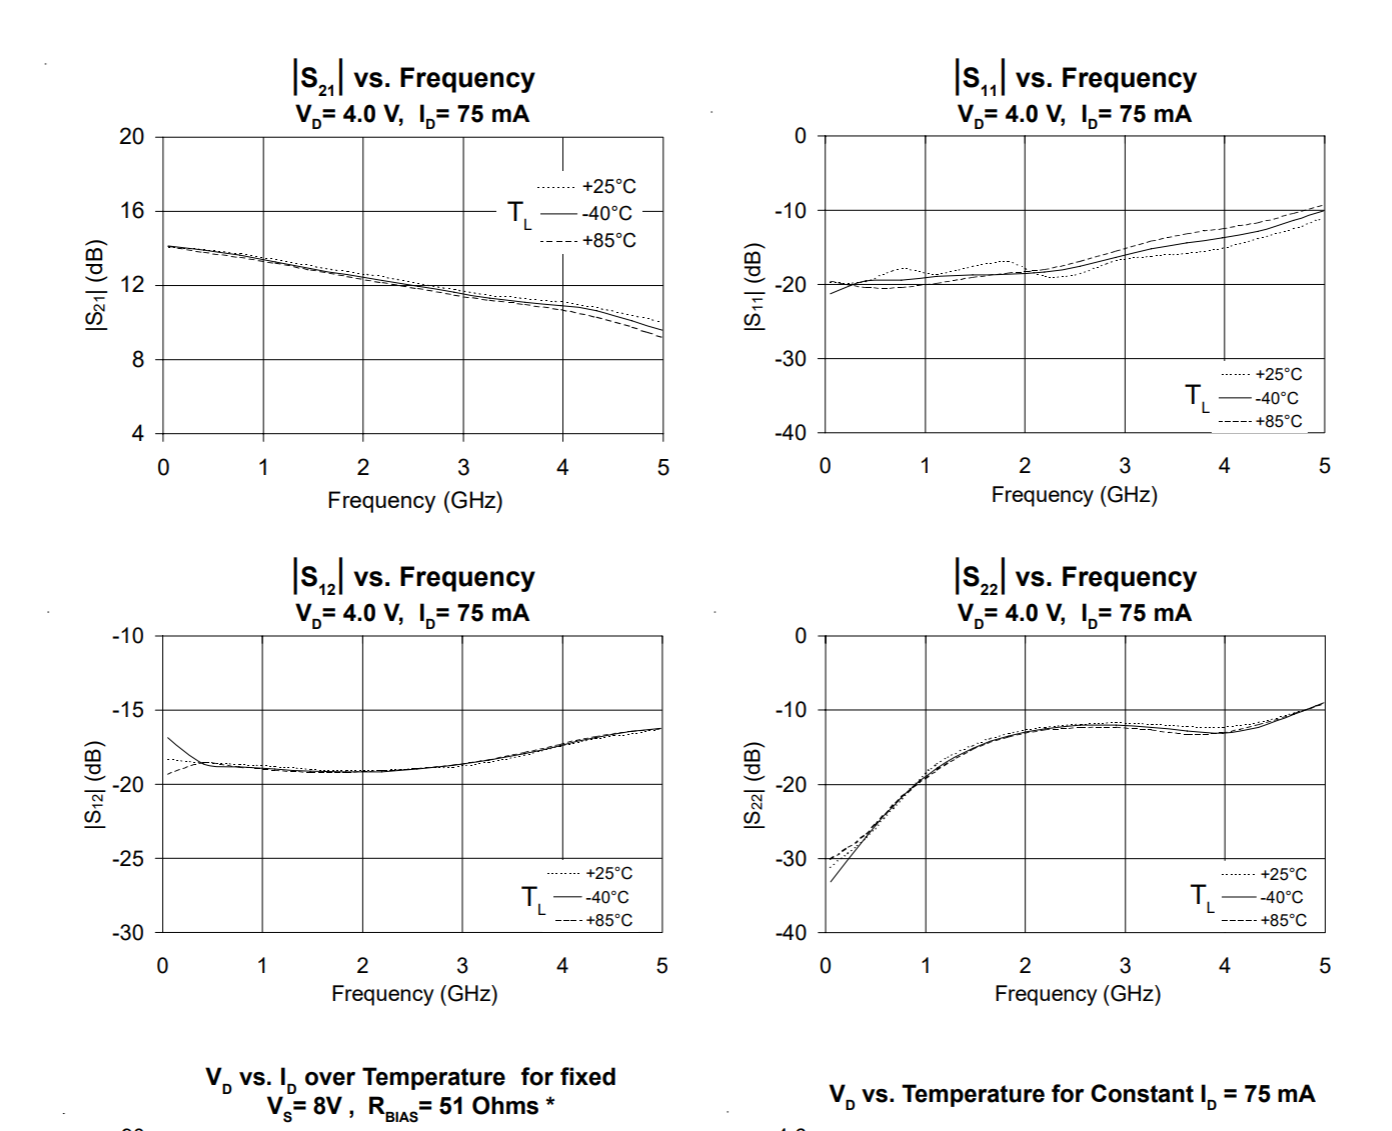 |S21| vs. Frequency
VD= 4.0 V, ID= 75 mA
20
16
12
8
4
|S21| (dB)
TL
+25°C
-40°C
+85°C
0 1 2 3 4 5
Frequency (GHz)
|S11| vs. Frequency
VD= 4.0 V, ID= 75 mA
0
-10
-20
-30
-40
|S11| (dB)
TL
+25°C
-40°C
+85°C
0 1 2 3 4 5
Frequency (GHz)
|S12| vs. Frequency
VD= 4.0 V, ID= 75 mA
-10
-15
-20
-25
-30
|S12| (dB)
TL
+25°C
-40°C
+85°C
0 1 2 3 4 5
Frequency (GHz)
|S22| vs. Frequency
VD= 4.0 V, ID= 75 mA
0
-10
-20
-30
-40
|S22| (dB)
TL
+25°C
-40°C
+85°C
0 1 2 3 4 5
Frequency (GHz)
VD vs. ID over Temperature for fixed
VS= 8V , RBIAS= 51 Ohms *
VD vs. Temperature for Constant ID = 75 mA